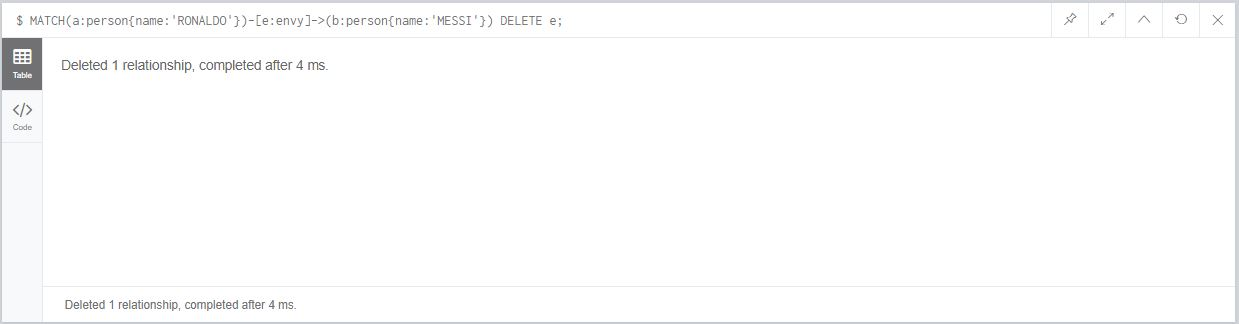 $ MATCH(a:person{name:'RONALDO'})-[e:envy]->(b:person{name:'MESSI'}) DELETE e;
Table
Deleted 1 relationship, completed after 4 ms.
</> 
Code
Deleted 1 relationship, completed after 4 ms.